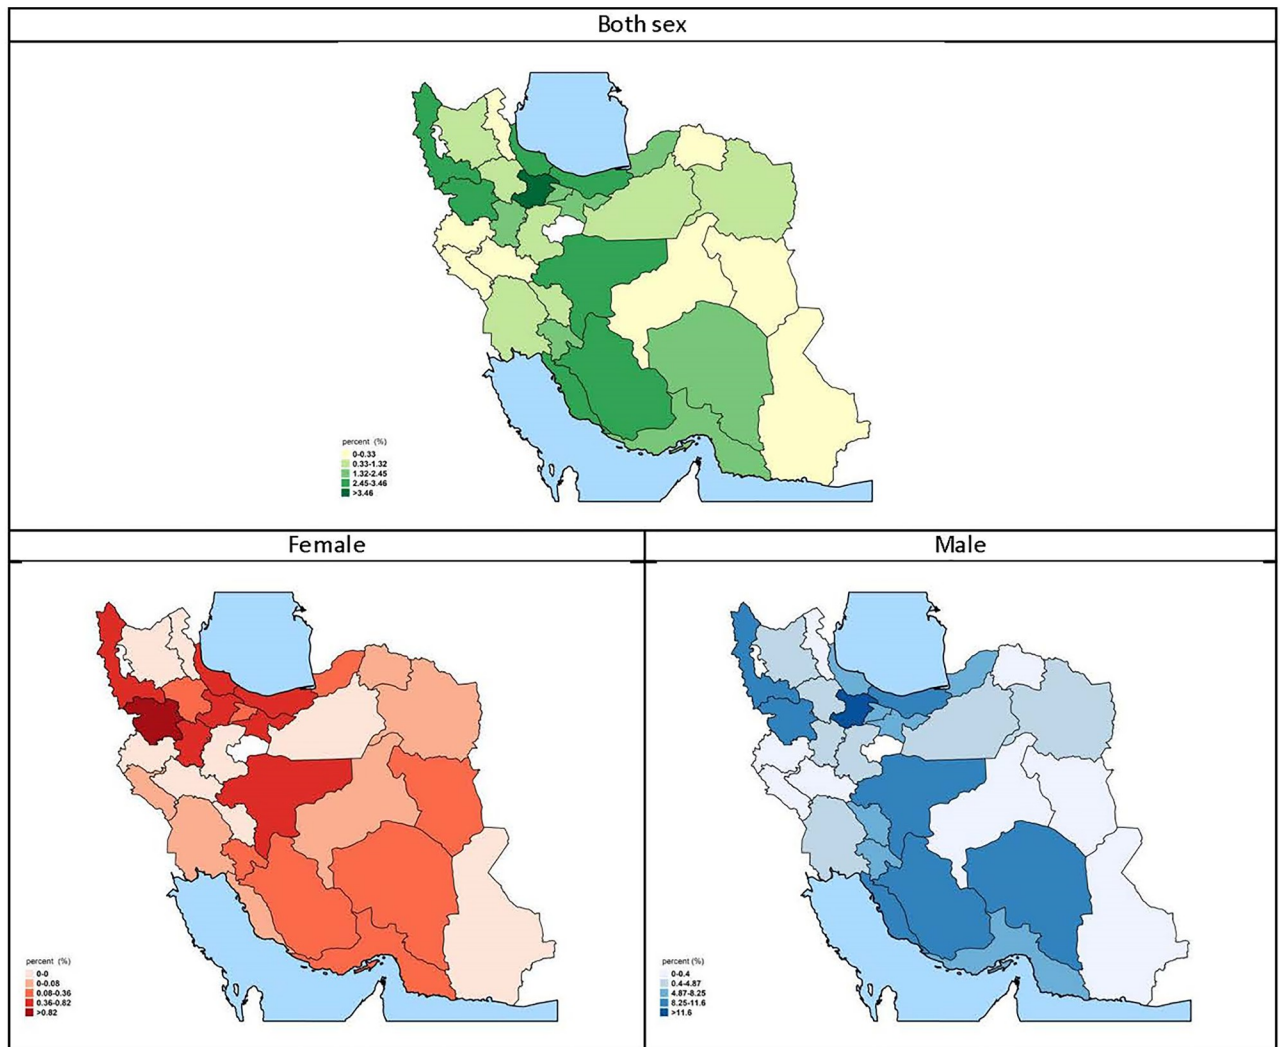 Both sex
percent (%)
0-0.33
0.33-1.32
1.32-2.45
2.45-3.46
>3.46
Female
Male
percent (%)
0-0
0-0.08
0.08-0.36
0.36-0.82
>0.82
percent (%)
0-0.4
0.4-4.87
4.87-8.25
8.25-11.6
>11.6